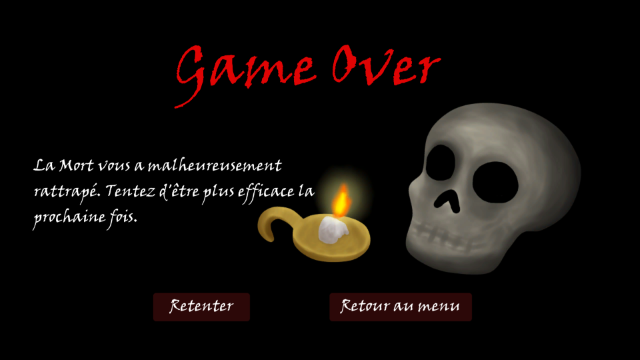 Game Over
La Mort vous a malheureusement
rattrapé. Tentez d'être plus efficace la
prochaine fois.
Retenter
Retour au menu